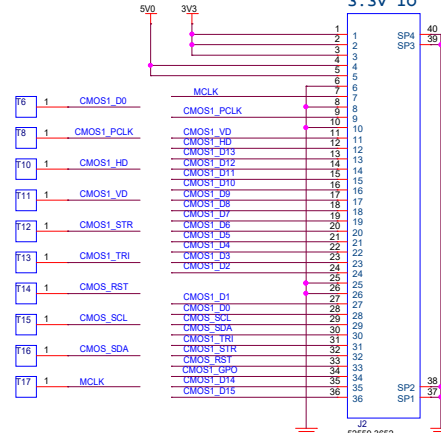 3.3V IO
5V0 3V3
1 1 SP4 40
2 2 SP3 39
3 3
4 4
5 5
6 6
MCLK 7 7
8 8
CMOS1_PCLK 9 9
10 10
CMOS1_VD 11 11
CMOS1_HD 12 12
CMOS1_D13 13 13
CMOS1_D12 14 14
CMOS1_D11 15 15
CMOS1_D10 16 16
CMOS1_D9 17 17
CMOS1_D8 18 18
CMOS1_D7 19 19
CMOS1_D6 20 20
CMOS1_D5 21 21
CMOS1_D4 22 22
CMOS1_D3 23 23
CMOS1_D2 24 24
25 25
26 26
CMOS1_D1 27 27
CMOS1_D0 28 28
CMOS_SCL 29 29
CMOS_SDA 30 30
CMOS1_TRI 31 31
CMOS1_STR 32 32
CMOS_RST 33 33
CMOS1_GPO 34 34
CMOS1_D14 35 35 SP2 38
CMOS1_D15 36 36 SP1 37
T6 1 CMOS1_D0
T8 1 CMOS1_PCLK
T10 1 CMOS1_HD
T11 1 CMOS1_VD
T12 1 CMOS1_STR
T13 1 CMOS1_TRI
T14 1 CMOS_RST
T15 1 CMOS_SCL
T16 1 CMOS_SDA
T17 1 MCLK
J2